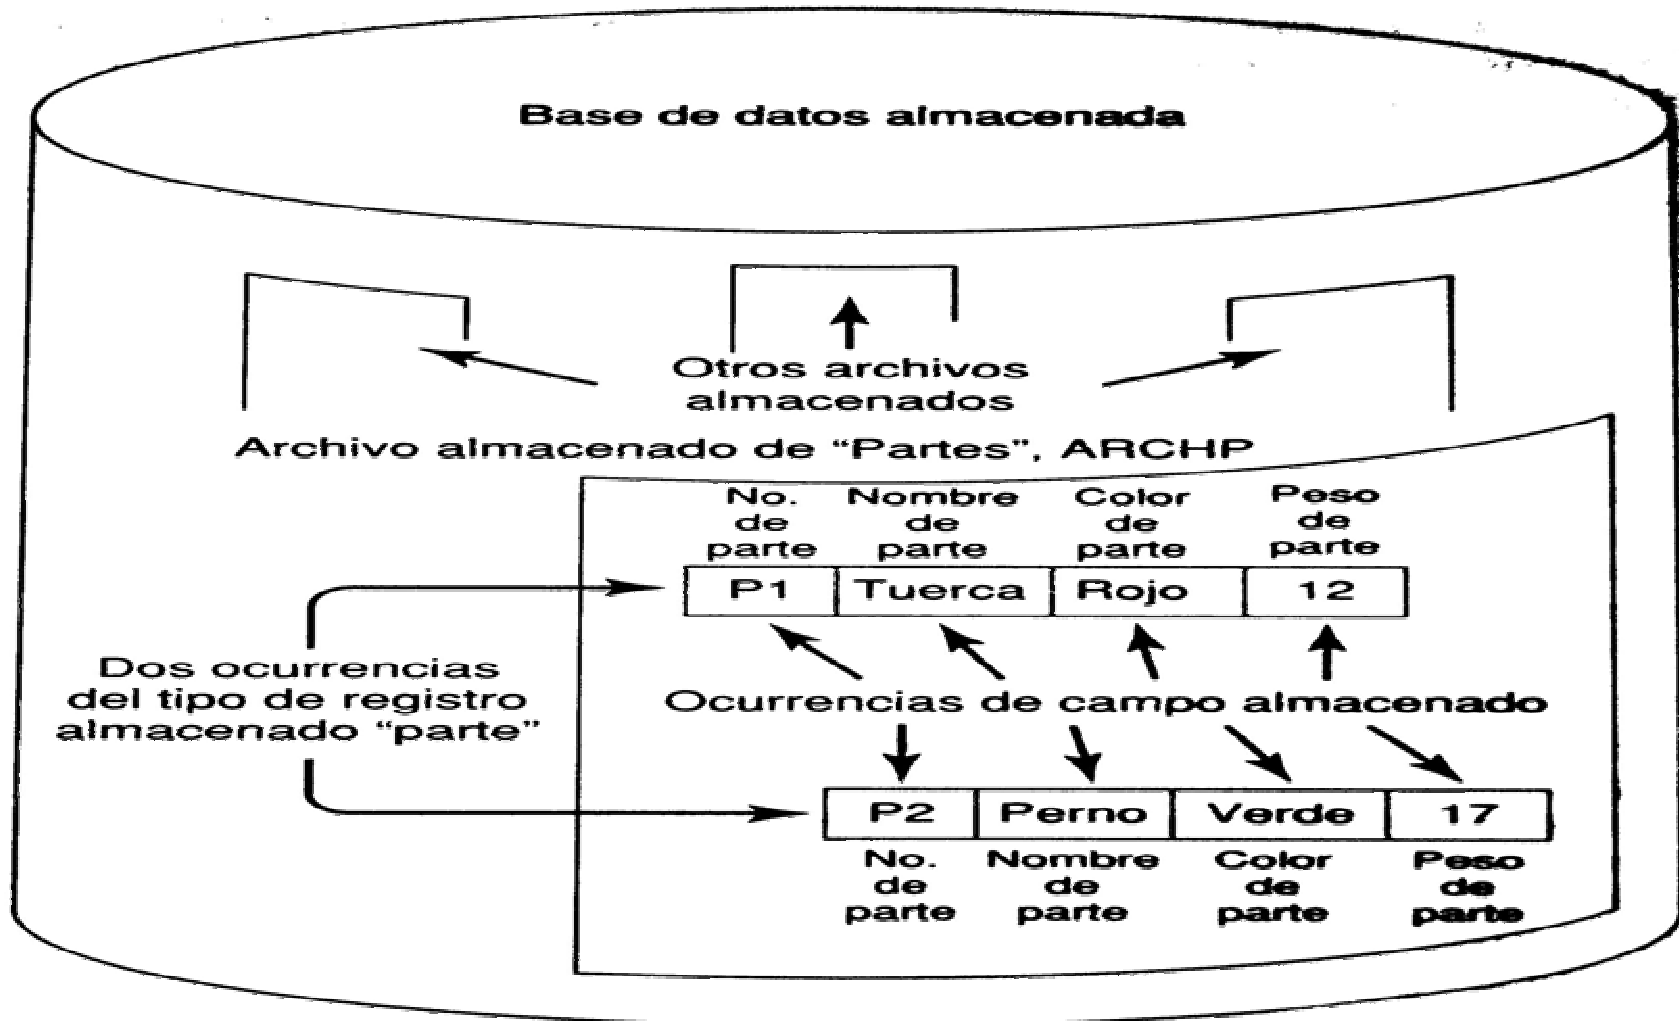 Base de datos almacenada
Otros archivos
almacenados
Archivo almacenado de “Partes”, ARCHP
No. Nombre Color Peso
de de de de
parte parte parte parte
P1 Tuerca Rojo 12
Dos ocurrencias
del tipo de registro
almacenado “parte”
Ocurrencias de campo almacenado
P2 Perno Verde 17
No. Nombre Color Peso
de de de de
parte parte parte parte